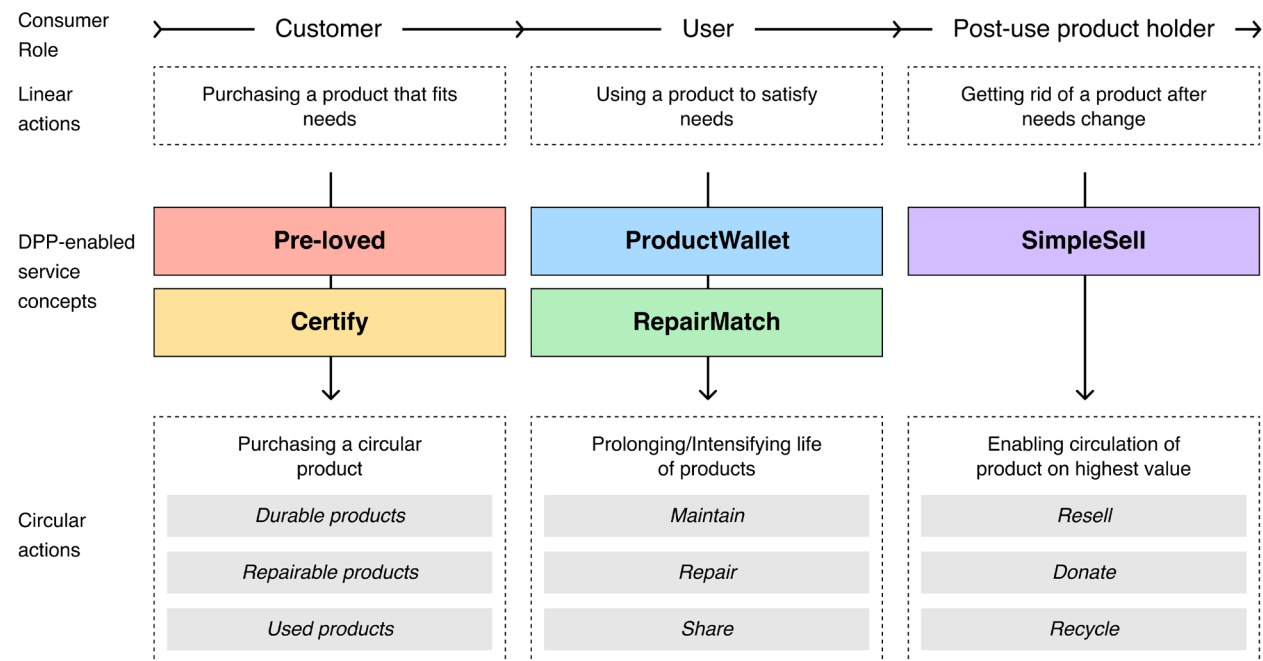 Consumer
Role
Customer
User
Post-use product holder
Linear
actions
Purchasing a product that fits
needs
Using a product to satisfy
needs
Getting rid of a product after
needs change
DPP-enabled
service
concepts
Pre-loved
ProductWallet
SimpleSell
Certify
RepairMatch
Circular
actions
Purchasing a circular
product
Durable products
Repairable products
Used products
Prolonging/Intensifying life
of products
Maintain
Repair
Share
Enabling circulation of
product on highest value
Resell
Donate
Recycle